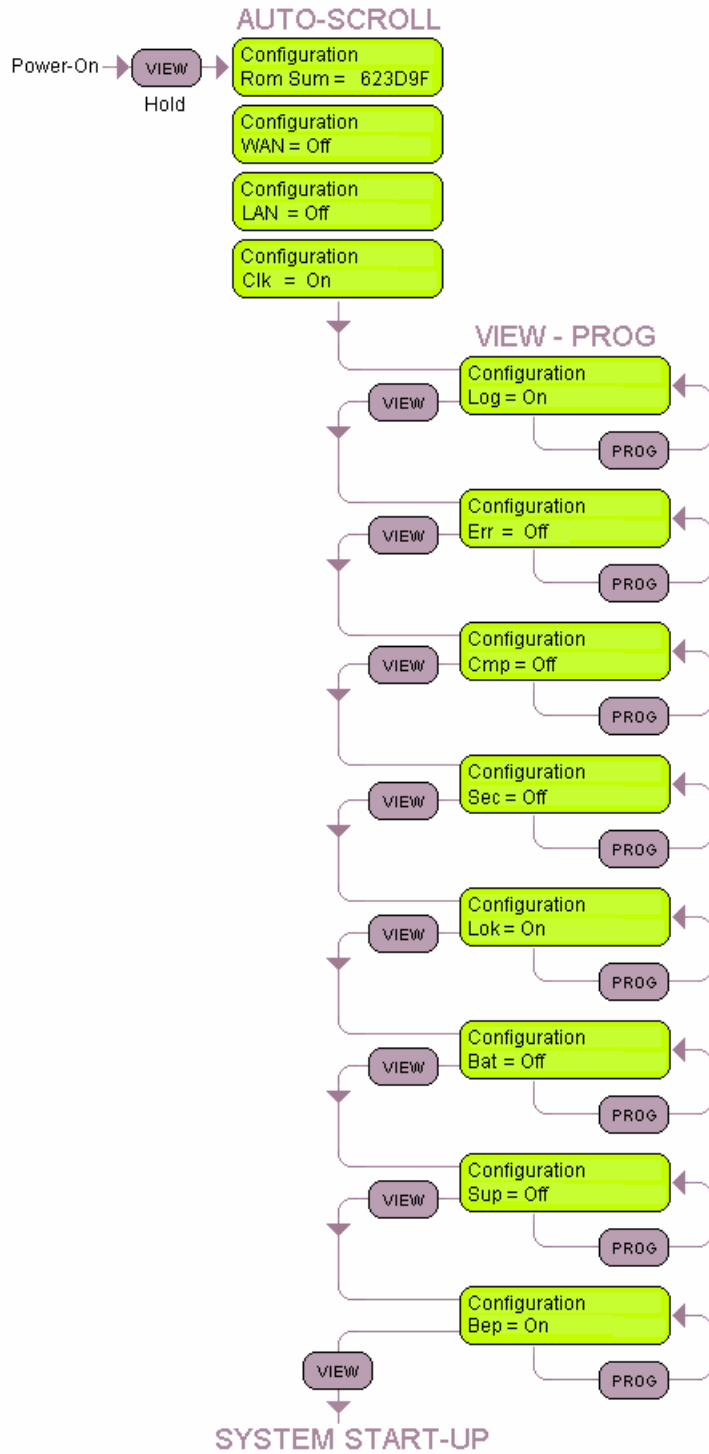 AUTO-SCROLL
Power-On
VIEW
Hold
Configuration
Rom Sum = 623D9F
Configuration
WAN = Off
Configuration
LAN = Off
Configuration
Clk = On
VIEW - PROG
Configuration
Log = On
VIEW
PROG
Configuration
Err = Off
VIEW
PROG
Configuration
Cmp = Off
VIEW
PROG
Configuration
Sec = Off
VIEW
PROG
Configuration
Lok = On
VIEW
PROG
Configuration
Bat = Off
VIEW
PROG
Configuration
Sup = Off
VIEW
PROG
Configuration
Bep = On
VIEW
PROG
SYSTEM START-UP